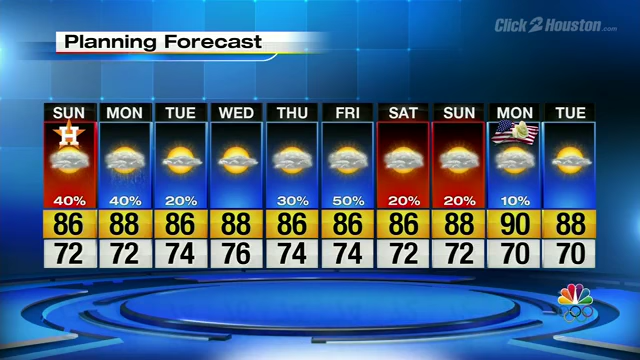 Click2Houston.com
Planning Forecast
SUN MON TUE WED THU FRI SAT SUN MON TUE
H
40% 40% 20% 30% 50% 20% 20% 10%
86 88 86 88 86 86 86 88 90 88
72 72 74 76 74 74 72 72 70 70